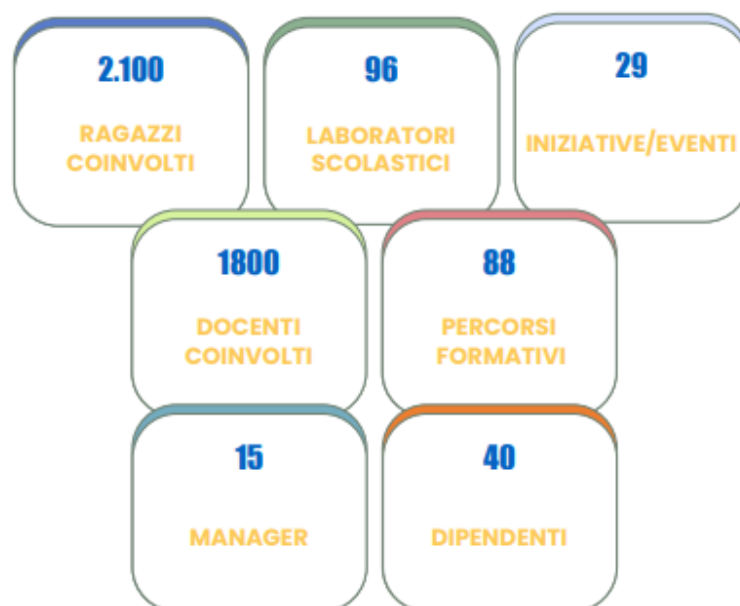 2.100
RAGAZZI
COINVOLTI
96
LABORATORI
SCOLASTICI
29
INIZIATIVE/EVENTI
1800
DOCENTI
COINVOLTI
88
PERCORSI
FORMATIVI
15
MANAGER
40
DIPENDENTI